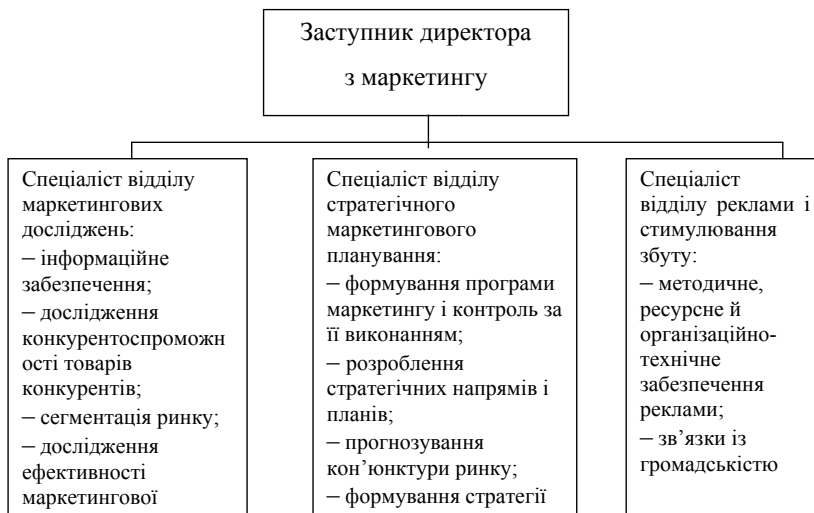 Заступник директора
з маркетингу
Спеціаліст відділу
маркетингових
досліджень:
– інформаційне
забезпечення;
– дослідження
конкурентоспроможн
ості товарів
конкурентів;
– сегментація ринку;
– дослідження
ефективності
маркетингової
Спеціаліст відділу
стратегічного
маркетингового
планування:
– формування програми
маркетингу і контроль за
її виконанням;
– розроблення
стратегічних напрямів і
планів;
– прогнозування
кон’юнктури ринку;
– формування стратегії
Спеціаліст
відділу реклами і
стимулювання
збуту:
– методичне,
ресурсне й
організаційно-
технічне
забезпечення
реклами;
– зв’язки із
громадськістю